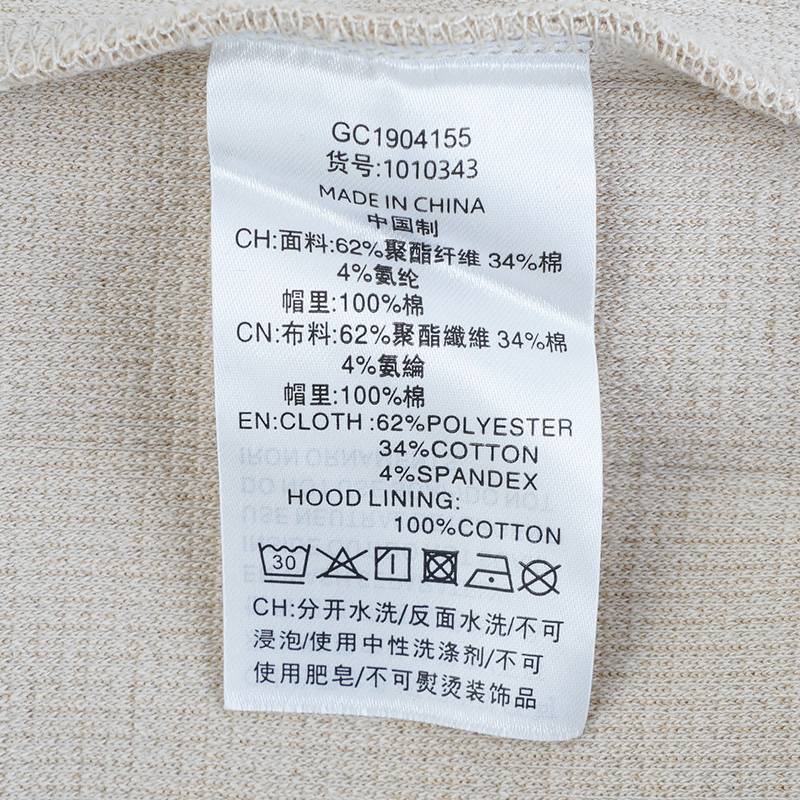 GC1904155
货号:1010343
MADE IN CHINA
中国制
CH:面料:62%聚酯纤维 34%棉
4%氨纶
帽里:100%棉
CN:布料:62%聚酯纖維 34%棉
4%氨綸
帽里:100%棉
EN:CLOTH :62%POLYESTER
34%COTTON
4%SPANDEX
HOOD LINING:
100%COTTON
30
CH:分开水洗/反面水洗/不可
浸泡/使用中性洗涤剂/不可
使用肥皂/不可熨烫装饰品